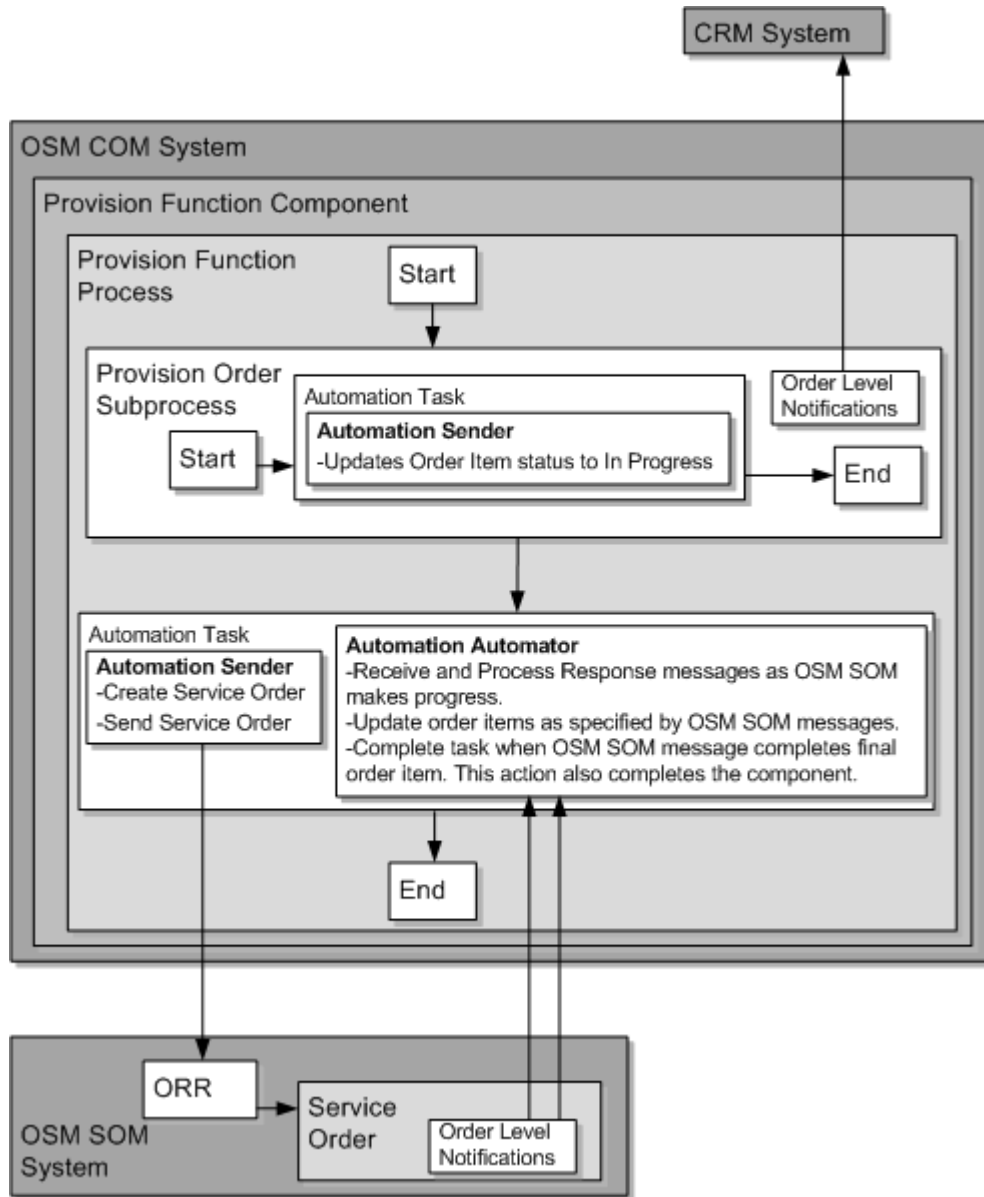 CRM System
OSM COM System
Provision Function Component
Provision Function
Process
Start
Provision Order
Subprocess
Start
Automation Task
Automation Sender
-Updates Order Item status to In Progress
Order Level
Notifications
End
Automation Task
Automation Sender
-Create Service Order
-Send Service Order
Automation Automator
-Receive and Process Response messages as OSM SOM
makes progress.
-Update order items as specified by OSM SOM messages.
-Complete task when OSM SOM message completes final
order item. This action also completes the component.
End
ORR
OSM SOM
System
Service
Order
Order Level
Notifications